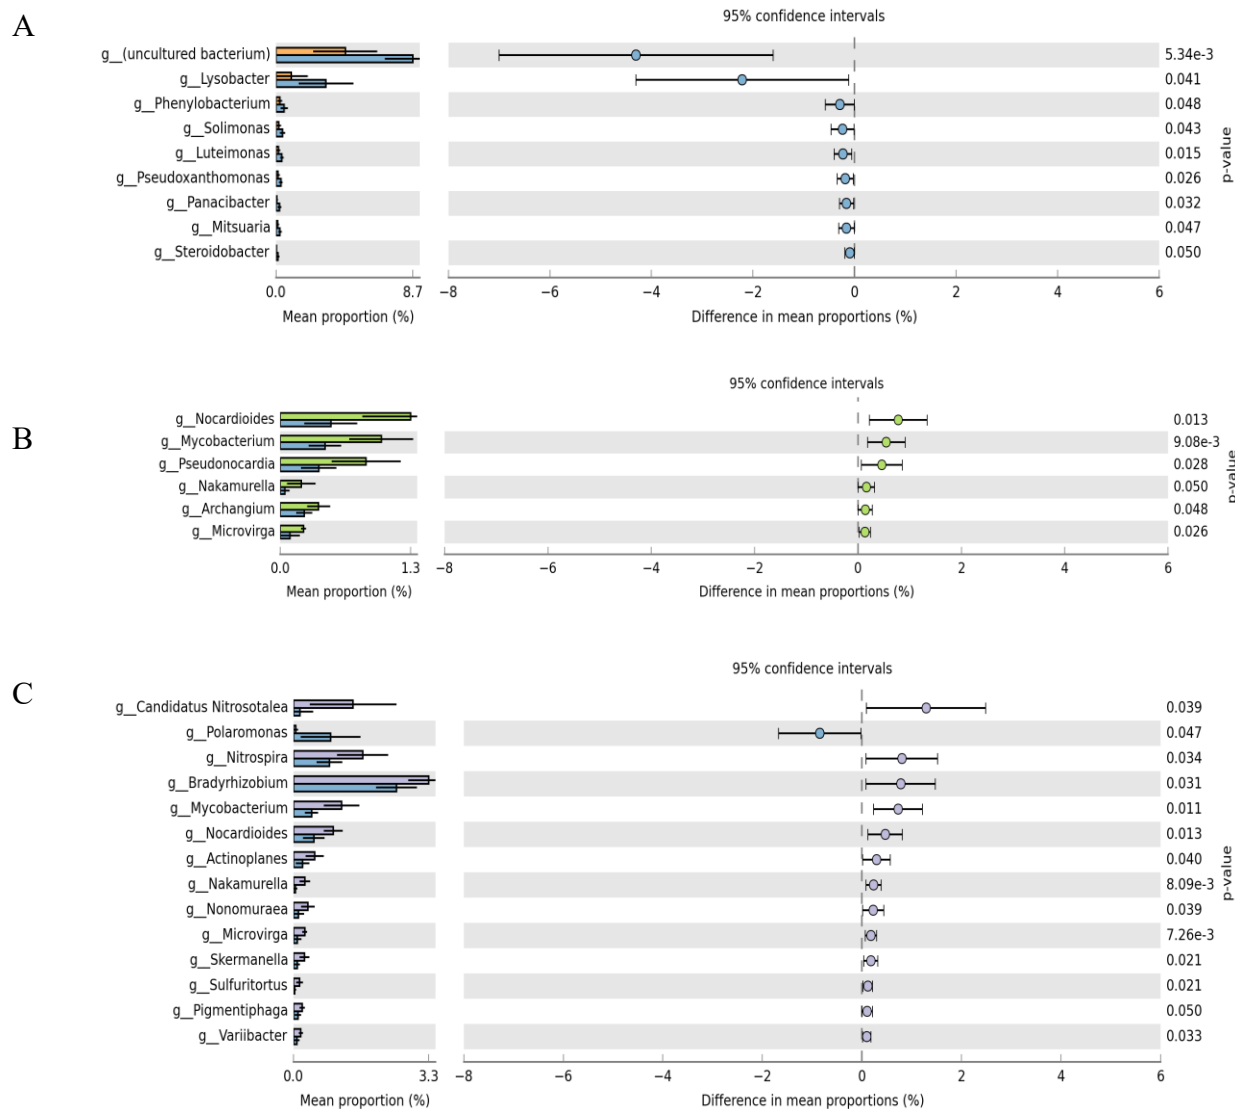 A
95% confidence intervals
g__(uncultured bacterium) 5.34e-3
g__Lysobacter 0.041
g__Phenylobacterium 0.048
g__Solimonas 0.043
g__Luteimonas 0.015
g__Pseudoxanthomonas 0.026
g__Panacibacter 0.032
g__Mitsuaria 0.047
g__Steroidobacter 0.050
p-value
0.0 8.7 −8 −6 −4 −2 0 2 4 6
Mean proportion (%) Difference in mean proportions (%)
B
95% confidence intervals
g__Nocardioides 0.013
g__Mycobacterium 9.08e-3
g__Pseudonocardia 0.028
g__Nakamurella 0.050
g__Archangium 0.048
g__Microvirga 0.026
p-value
0.0 1.3 −8 −6 −4 −2 0 2 4 6
Mean proportion (%) Difference in mean proportions (%)
C
95% confidence intervals
g__Candidatus Nitrosotalea 0.039
g__Polaromonas 0.047
g__Nitrospira 0.034
g__Bradyrhizobium 0.031
g__Mycobacterium 0.011
g__Nocardioides 0.013
g__Actinoplanes 0.040
g__Nakamurella 8.09e-3
g__Nonomuraea 0.039
g__Microvirga 7.26e-3
g__Skermanella 0.021
g__Sulfuritortus 0.021
g__Pigmentiphaga 0.050
g__Variibacter 0.033
p-value
0.0 3.3 −8 −6 −4 −2 0 2 4 6
Mean proportion (%) Difference in mean proportions (%)